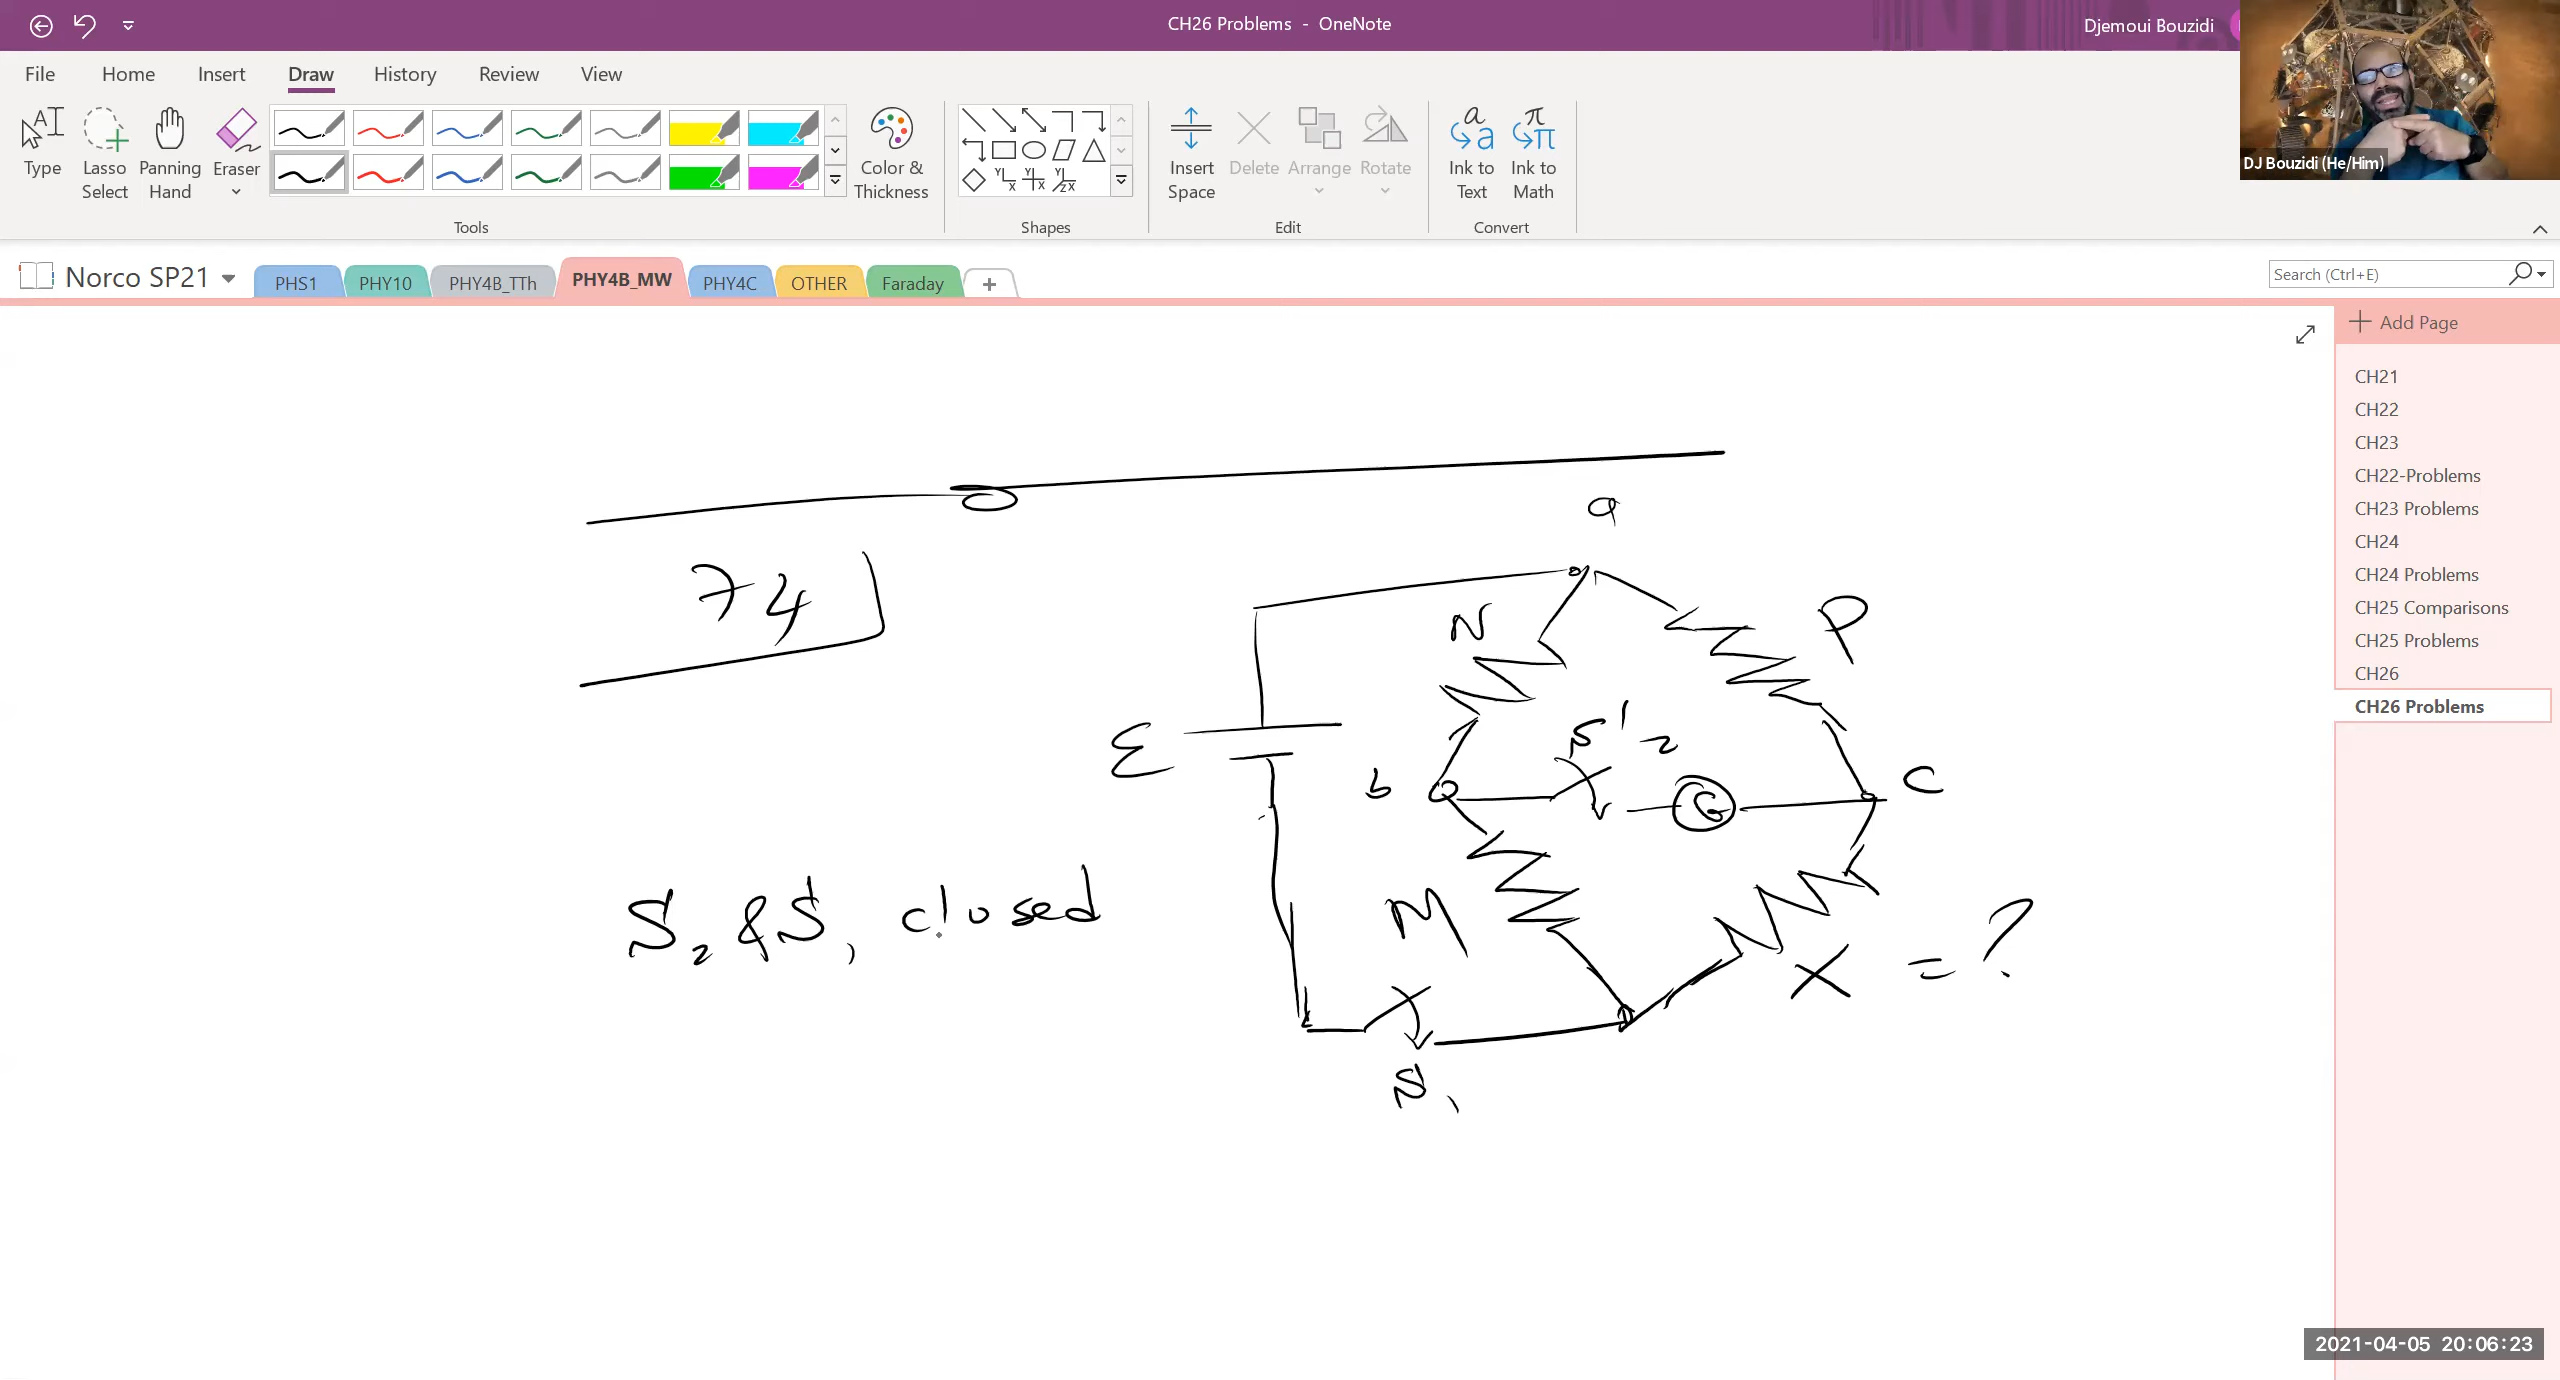 CH26 Problems - OneNote
Djemoui Bouzidi
File Home Insert Draw History Review View
Type
Lasso Select
Panning Hand
Eraser
Color & Thickness
Insert Space
Delete
Arrange
Rotate
Ink to Text
Ink to Math
Tools
Shapes
Edit
Convert
DJ Bouzidi (He/Him)
Norco SP21
PHS1
PHY10
PHY4B_TTh
PHY4B_MW
PHY4C
OTHER
Faraday
Search (Ctrl+E)
Add Page
CH21
CH22
CH23
CH22-Problems
CH23 Problems
CH24
CH24 Problems
CH25 Comparisons
CH25 Problems
CH26
CH26 Problems
74
a
N
P
S2
ε
b
G
c
S2 & S1 closed
M
X = ?
S1
2021-04-05 20:06:23